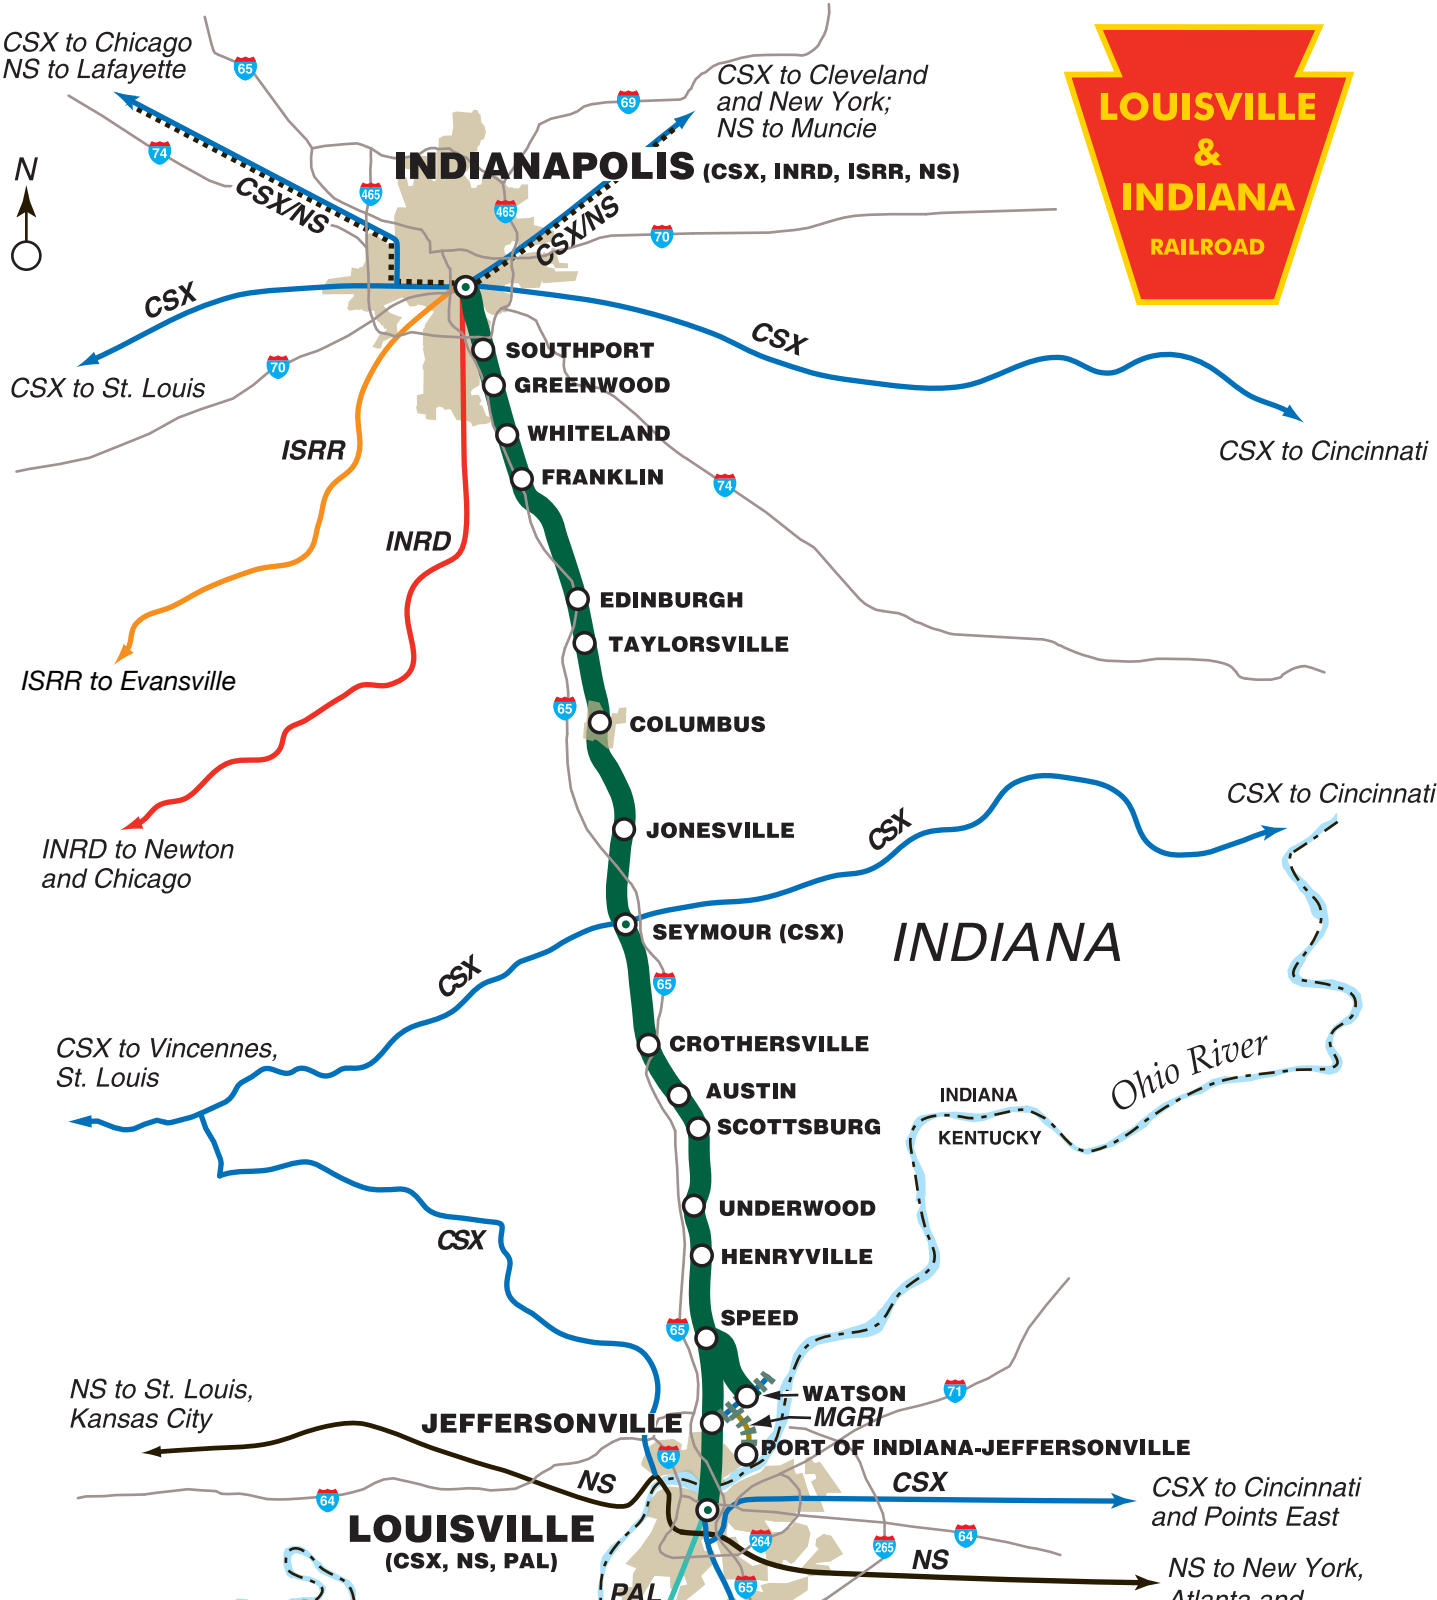 CSX to Chicago
NS to Lafayette
65
69
CSX to Cleveland
and New York;
NS to Muncie
LOUISVILLE
&
INDIANA
RAILROAD
74
N
INDIANAPOLIS (CSX, INRD, ISRR, NS)
465
465
CSX/NS
CSX/NS
70
CSX
CSX
CSX to St. Louis
70
SOUTHPORT
GREENWOOD
WHITELAND
FRANKLIN
ISRR
CSX to Cincinnati
74
INRD
EDINBURGH
TAYLORSVILLE
ISRR to Evansville
65
COLUMBUS
CSX to Cincinnati
JONESVILLE
CSX
INRD to Newton
and Chicago
SEYMOUR (CSX)
INDIANA
CSX
65
CSX to Vincennes,
St. Louis
CROTHERSVILLE
Ohio River
AUSTIN
INDIANA
SCOTTSBURG
KENTUCKY
UNDERWOOD
CSX
HENRYVILLE
SPEED
65
NS to St. Louis,
Kansas City
WATSON
71
MGRI
JEFFERSONVILLE
PORT OF INDIANA-JEFFERSONVILLE
64
NS
CSX
CSX to Cincinnati
and Points East
64
LOUISVILLE
(CSX, NS, PAL)
264
265
64
NS
NS to New York,
Atlanta and
65
PAL